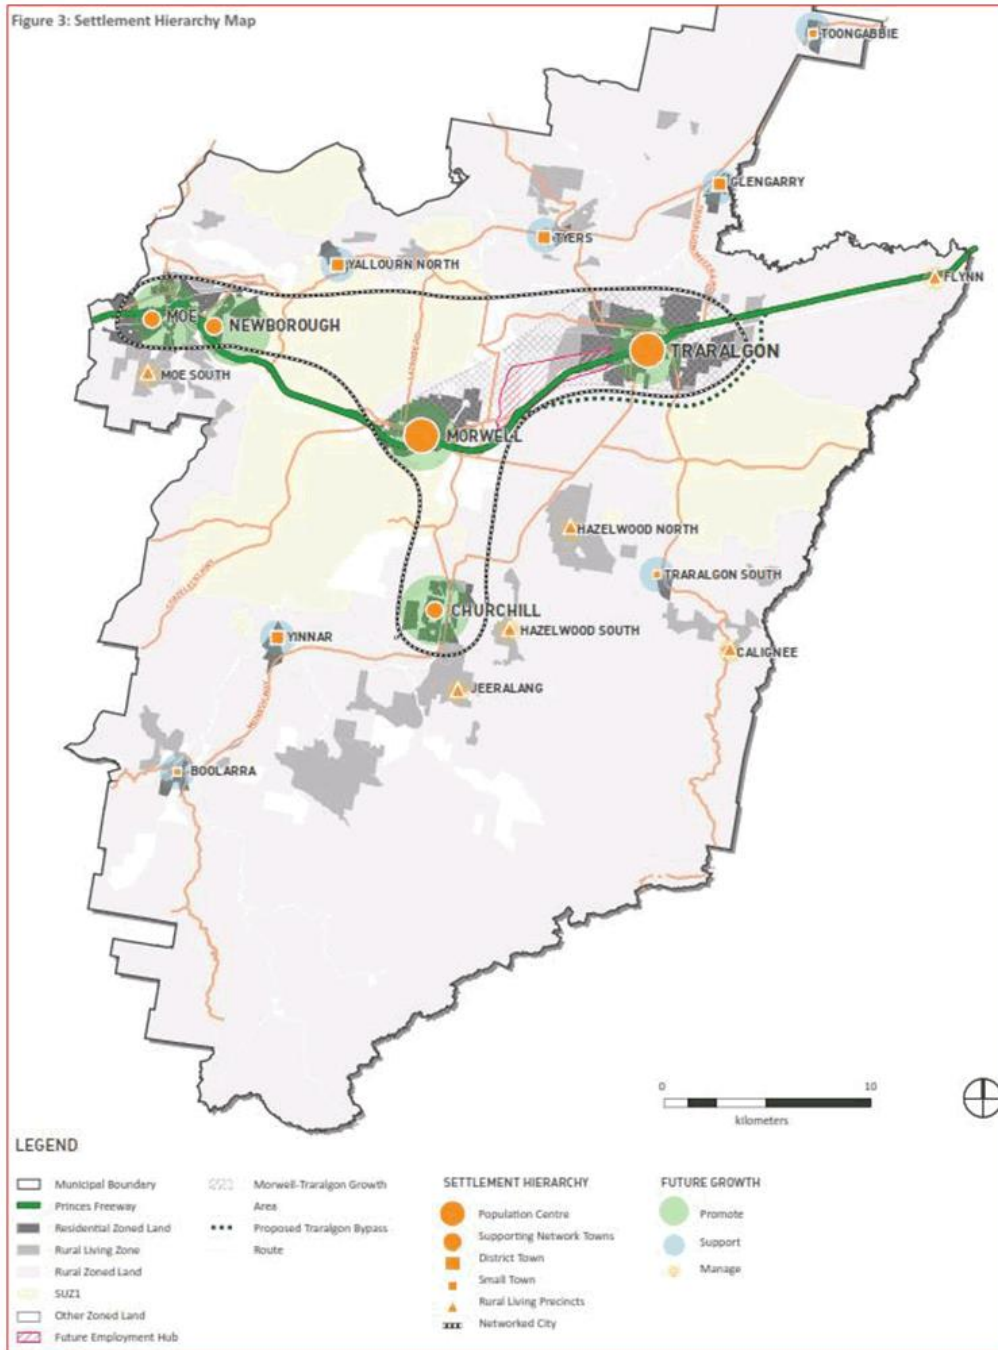 Figure 3: Settlement Hierarchy Map
TOONGABBIE
GLENGARRY
TYERS
YALLOURN NORTH
FLYNN
MOE
NEWBOROUGH
TRARALGON
MOE SOUTH
MORWELL
HAZELWOOD NORTH
TRARALGON SOUTH
CHURCHILL
HAZELWOOD SOUTH
YINNAR
CALIGNEE
JEERALANG
BOOLARRA
0
10
kilometers
LEGEND
Municipal Boundary
Princes Freeway
Residential Zoned Land
Rural Living Zone
Rural Zoned Land
SUZ1
Other Zoned Land
Future Employment Hub
Morwell-Traralgon Growth
Area
Proposed Traralgon Bypass
Route
SETTLEMENT HIERARCHY
Population Centre
Supporting Network Towns
District Town
Small Town
Rural Living Precincts
Networked City
FUTURE GROWTH
Promote
Support
Manage